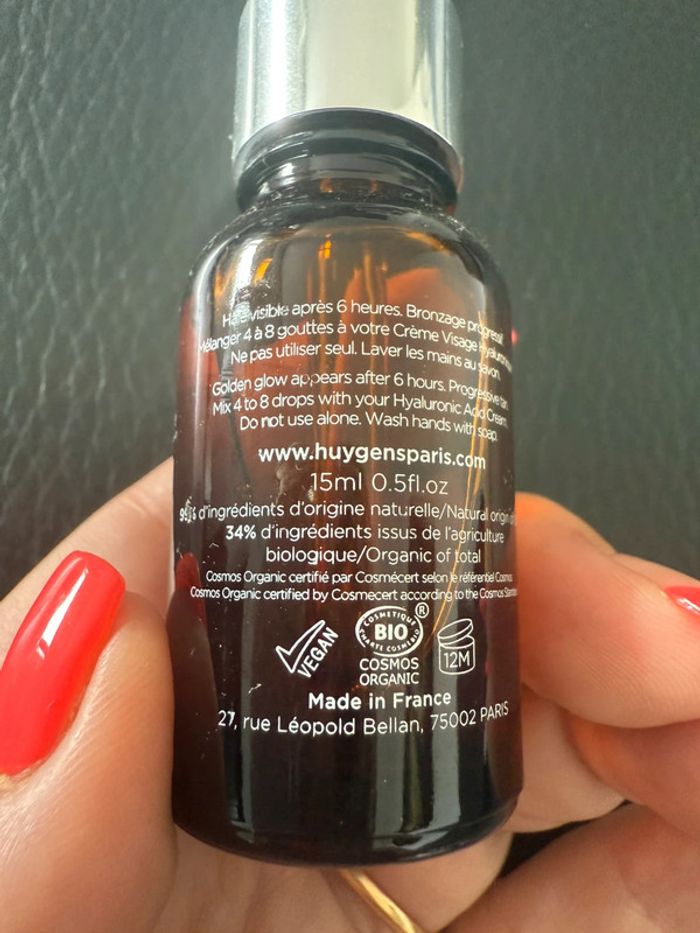 Hâle visible après 6 heures. Bronzage progressif.
Mélanger 4 à 8 gouttes à votre Crème Visage
Ne pas utiliser seul. Laver les mains au savon.
Golden glow appears after 6 hours. Progressive tan.
Mix 4 to 8 drops with your Hyaluronic Acid Cream.
Do not use alone. Wash hands with soap.
www.huygensparis.com
15ml 0.5fl.oz
d'ingrédients d'origine naturelle/Natural origin
34% d'ingrédients issus de l'agriculture
biologique/Organic of total
Cosmos Organic certifié par Cosmécert selon le référentiel Cosmos
Cosmos Organic certified by Cosmecert according to the Cosmos
VEGAN
COSMETIQUE
BIO
CHARTE COSMEBIO
®
COSMOS
ORGANIC
12M
Made in France
27, rue Léopold Bellan, 75002 PARIS